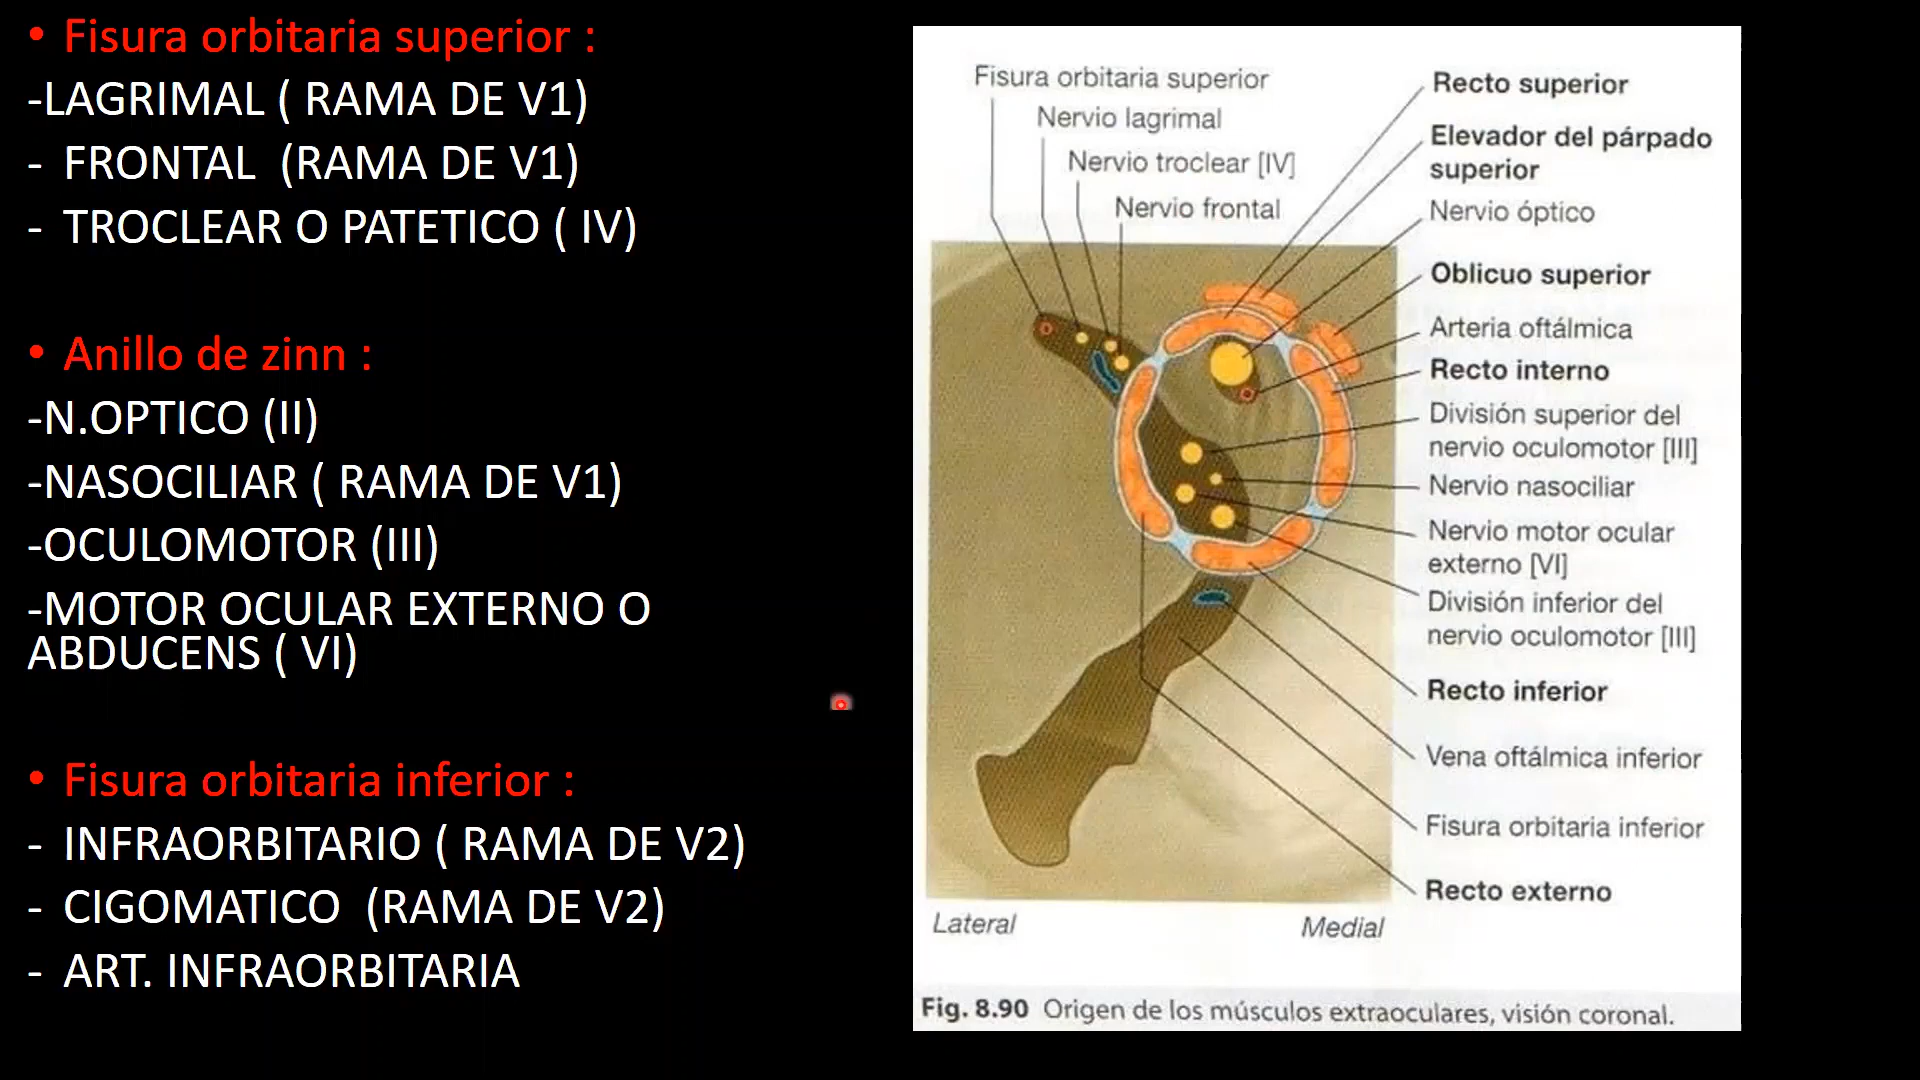 • Fisura orbitaria superior :
-LAGRIMAL ( RAMA DE V1)
- FRONTAL (RAMA DE V1)
- TROCLEAR O PATETICO ( IV)
• Anillo de zinn :
-N.OPTICO (II)
-NASOCILIAR ( RAMA DE V1)
-OCULOMOTOR (III)
-MOTOR OCULAR EXTERNO O
ABDUCENS ( VI)
• Fisura orbitaria inferior :
- INFRAORBITARIO ( RAMA DE V2)
- CIGOMATICO (RAMA DE V2)
- ART. INFRAORBITARIA
Fisura orbitaria superior
Nervio lagrimal
Nervio troclear [IV]
Nervio frontal
Recto superior
Elevador del párpado
superior
Nervio óptico
Oblicuo superior
Arteria oftálmica
Recto interno
División superior del
nervio oculomotor [III]
Nervio nasociliar
Nervio motor ocular
externo [VI]
División inferior del
nervio oculomotor [III]
Recto inferior
Vena oftálmica inferior
Fisura orbitaria inferior
Recto externo
Lateral
Medial
Fig. 8.90 Origen de los músculos extraoculares, visión coronal.